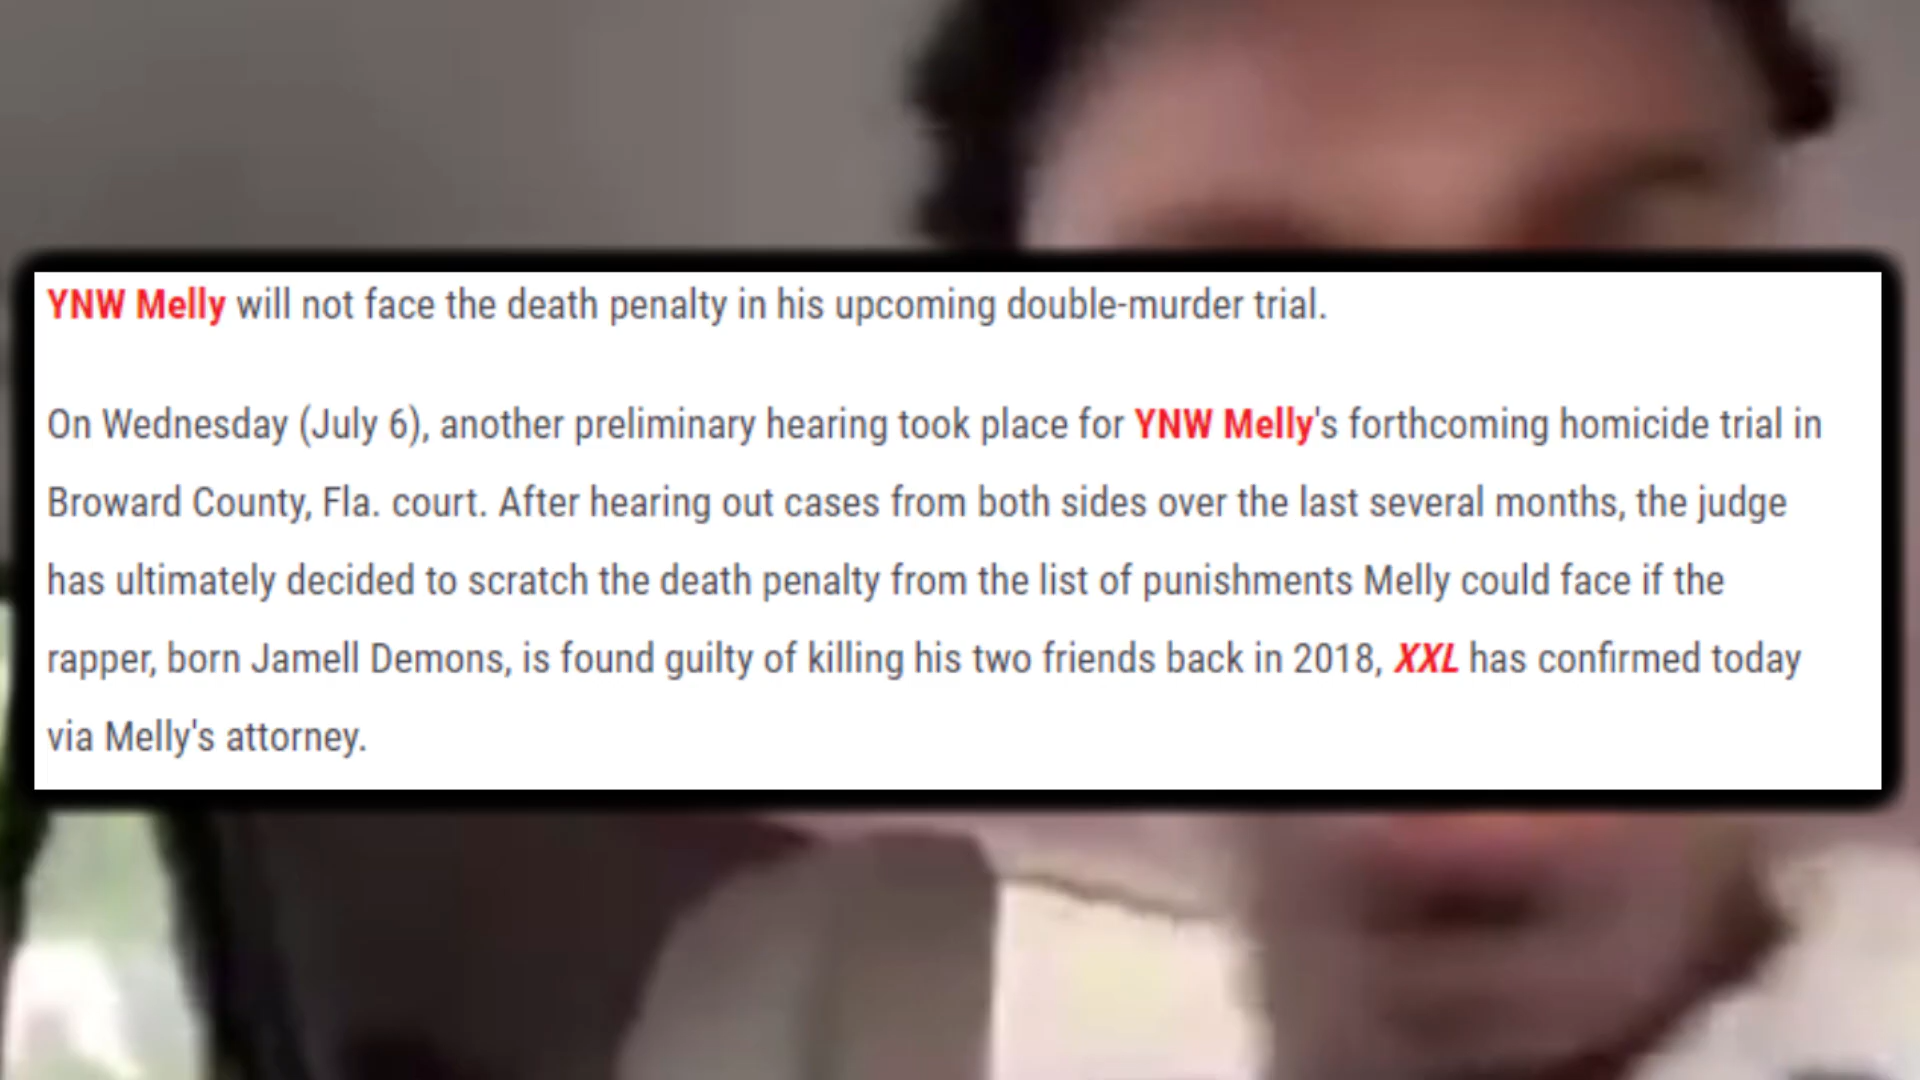 YNW Melly will not face the death penalty in his upcoming double-murder trial.
On Wednesday (July 6), another preliminary hearing took place for YNW Melly's forthcoming homicide trial in
Broward County, Fla. court. After hearing out cases from both sides over the last several months, the judge
has ultimately decided to scratch the death penalty from the list of punishments Melly could face if the
rapper, born Jamell Demons, is found guilty of killing his two friends back in 2018, XXL has confirmed today
via Melly's attorney.